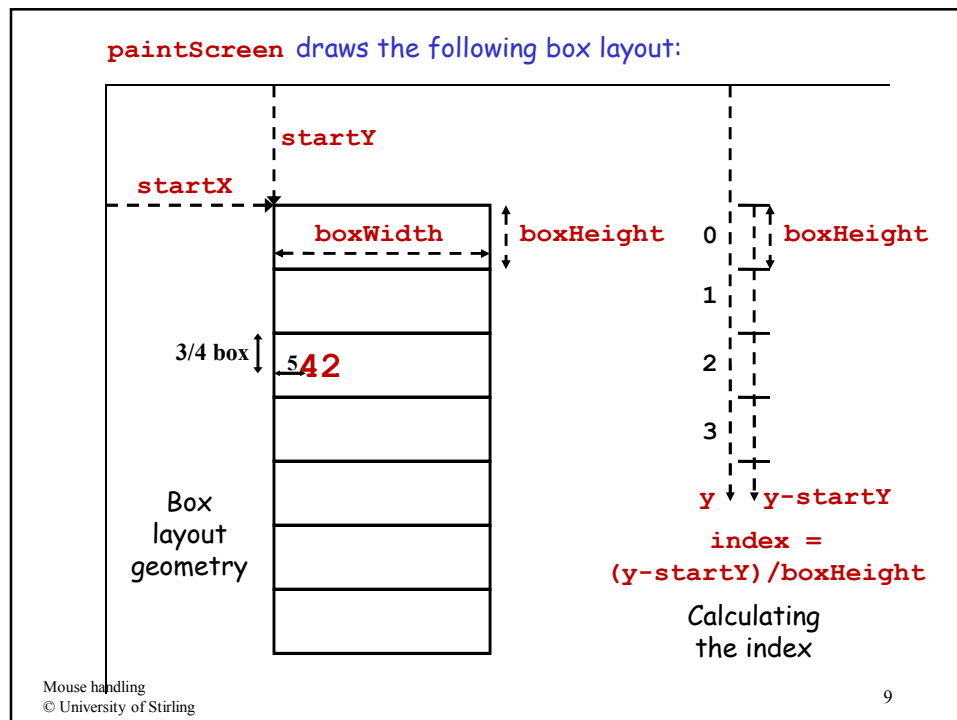 paintScreen draws the following box layout:
startY
startX
boxWidth
boxHeight
0
boxHeight
1
3/4 box
5
42
2
3
y
y-startY
Box
layout
geometry
index =
(y-startY)/boxHeight
Calculating
the index
Mouse handling
© University of Stirling
9